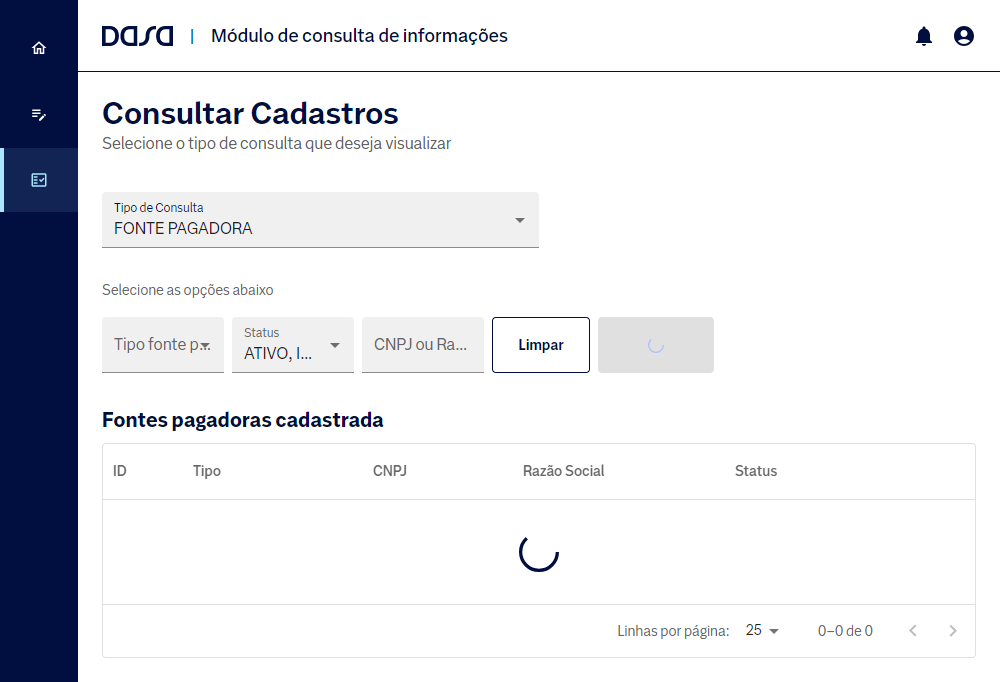 DASA | Módulo de consulta de informações
Consultar Cadastros
Selecione o tipo de consulta que deseja visualizar
Tipo de Consulta
FONTE PAGADORA
Selecione as opções abaixo
Tipo fonte p...
Status
ATIVO, I...
CNPJ ou Ra...
Limpar
Fontes pagadoras cadastrada
ID Tipo CNPJ Razão Social Status
Linhas por página: 25 0–0 de 0